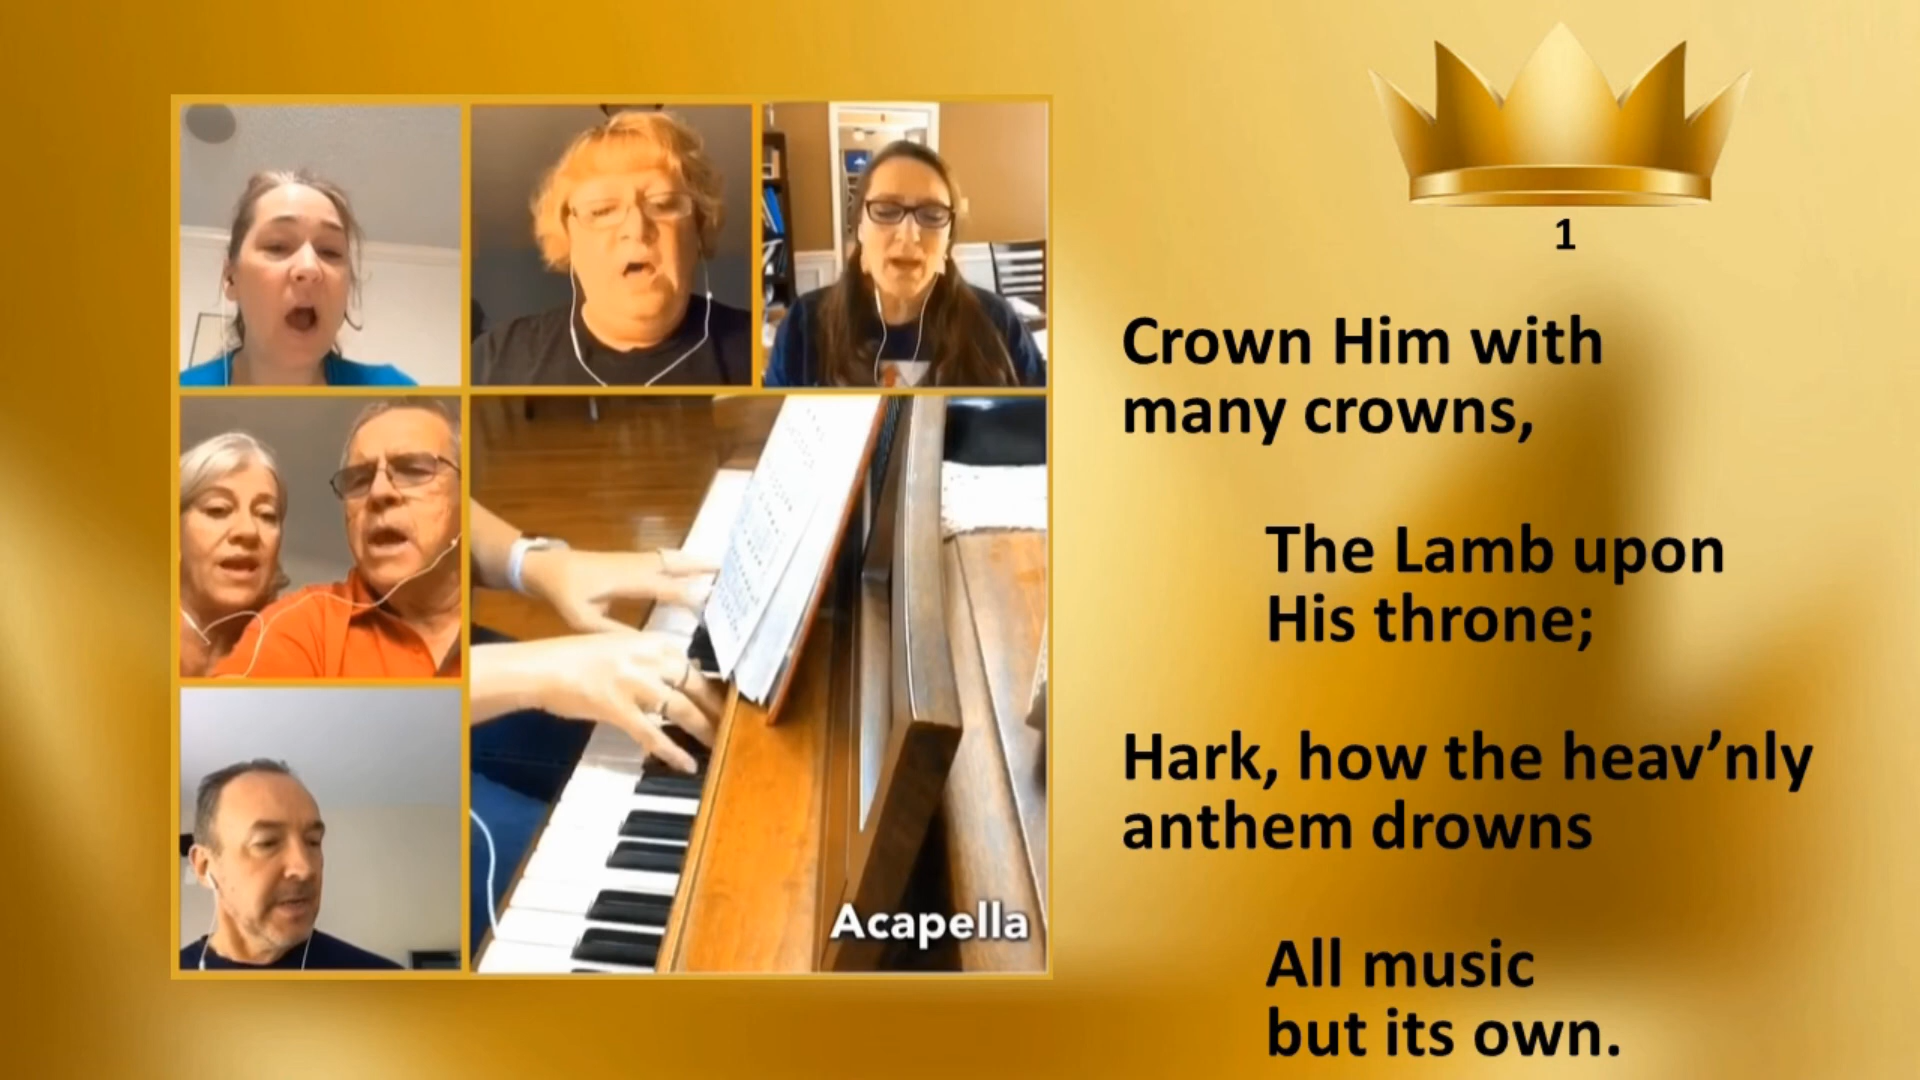 1
Crown Him with
many crowns,
The Lamb upon
His throne;
Hark, how the heav’nly
anthem drowns
All music
but its own.
Acapella